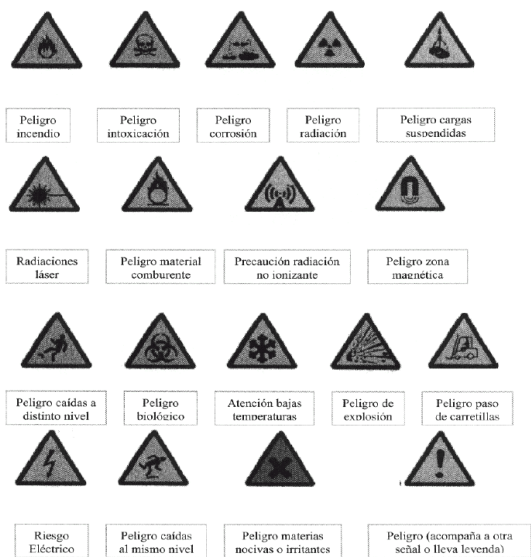 Peligro
incendio
Peligro
intoxicación
Peligro
corrosión
Peligro
radiación
Peligro cargas
suspendidas
Radiaciones
láser
Peligro material
comburente
Precaución radiación
no ionizante
Peligro zona
magnética
Peligro caídas a
distinto nivel
Peligro
biológico
Atención bajas
temperaturas
Peligro de
explosión
Peligro paso
de carretillas
Riesgo
Eléctrico
Peligro caídas
al mismo nivel
Peligro materias
nocivas o irritantes
Peligro (acompaña a otra
señal o lleva leyenda)